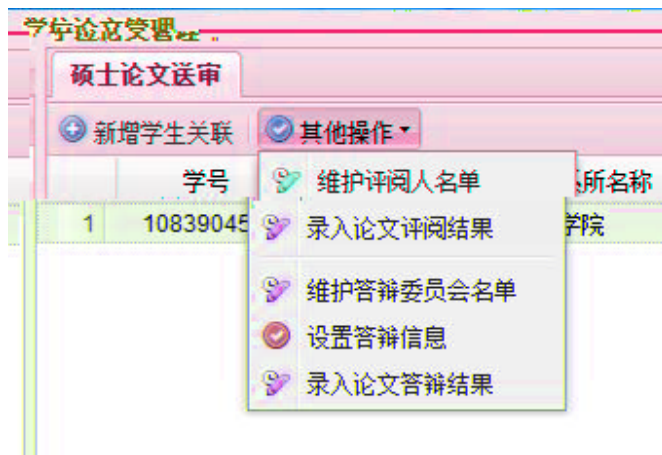 硕士论文送审
新增学生关联 其他操作
学号 所名称
1 10839045 学院
维护评阅人名单
录入论文评阅结果
维护答辩委员会名单
设置答辩信息
录入论文答辩结果